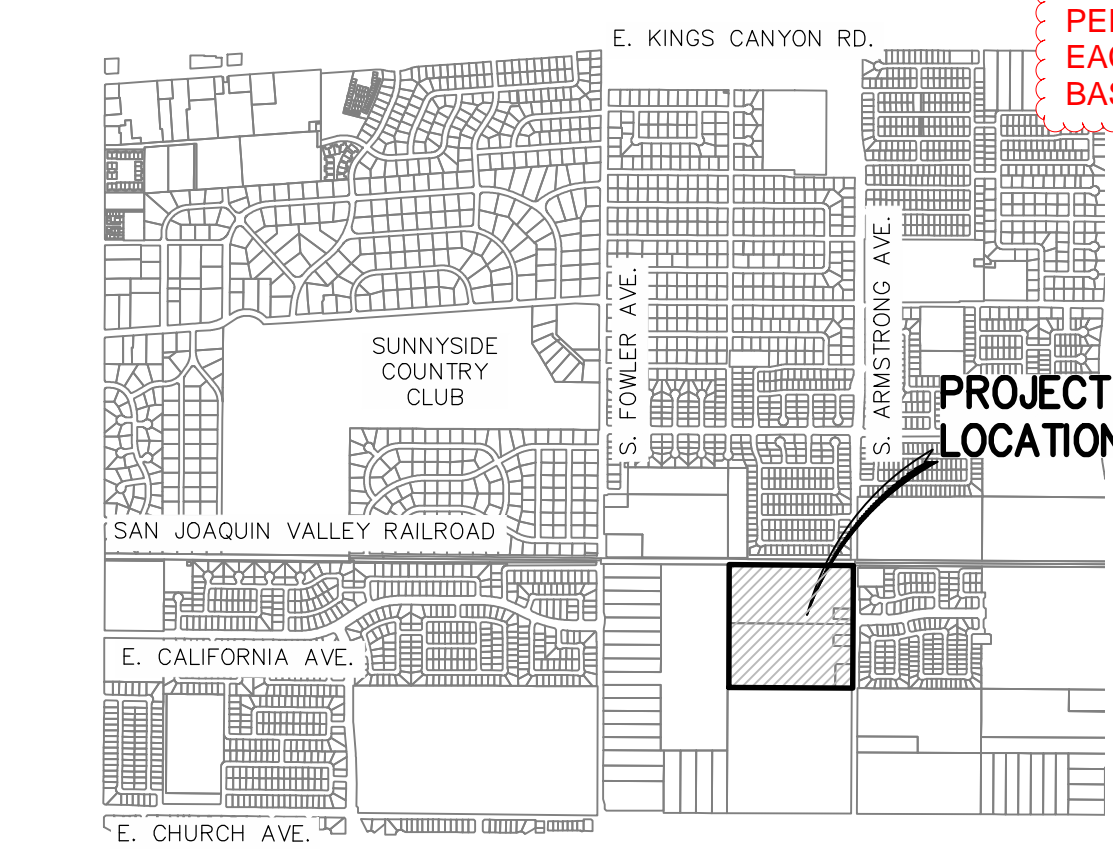 E. KINGS CANYON RD.
SUNNYSIDE
COUNTRY
CLUB
S. FOWLER AVE.
S. ARMSTRONG AVE.
PROJECT
LOCATION
SAN JOAQUIN VALLEY RAILROAD
E. CALIFORNIA AVE.
E. CHURCH AVE.